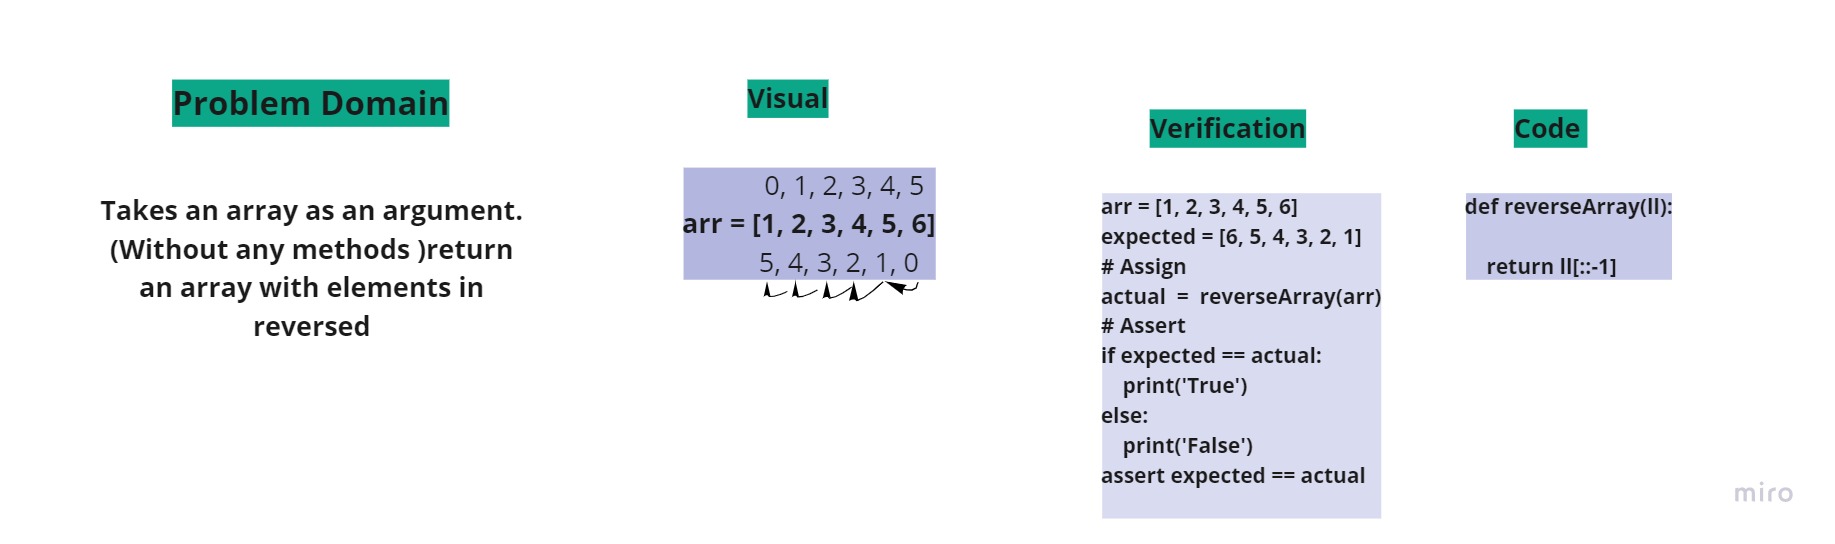 Problem Domain
Takes an array as an argument.
(Without any methods )return
an array with elements in
reversed
Visual
0, 1, 2, 3, 4, 5
arr = [1, 2, 3, 4, 5, 6]
5, 4, 3, 2, 1, 0
Verification
arr = [1, 2, 3, 4, 5, 6]
expected = [6, 5, 4, 3, 2, 1]
# Assign
actual  =  reverseArray(arr)
# Assert
if expected == actual:
    print('True')
else:
    print('False')
assert expected == actual
Code
def reverseArray(ll):
    return ll[::-1]
miro